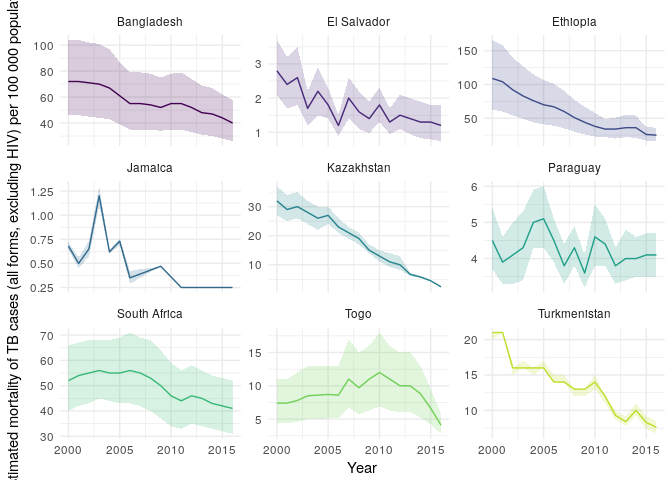 Bangladesh
El Salvador
Ethiopia
100
80
60
40
3
2
1
150
100
50
Jamaica
Kazakhstan
Paraguay
1.25
1.00
0.75
0.50
0.25
30
20
10
6
5
4
South Africa
Togo
Turkmenistan
70
60
50
40
30
15
10
5
20
15
10
2000 2005 2010 2015
2000 2005 2010 2015
2000 2005 2010 2015
Year
mortality of TB cases (all forms, excluding HIV) per 100 000